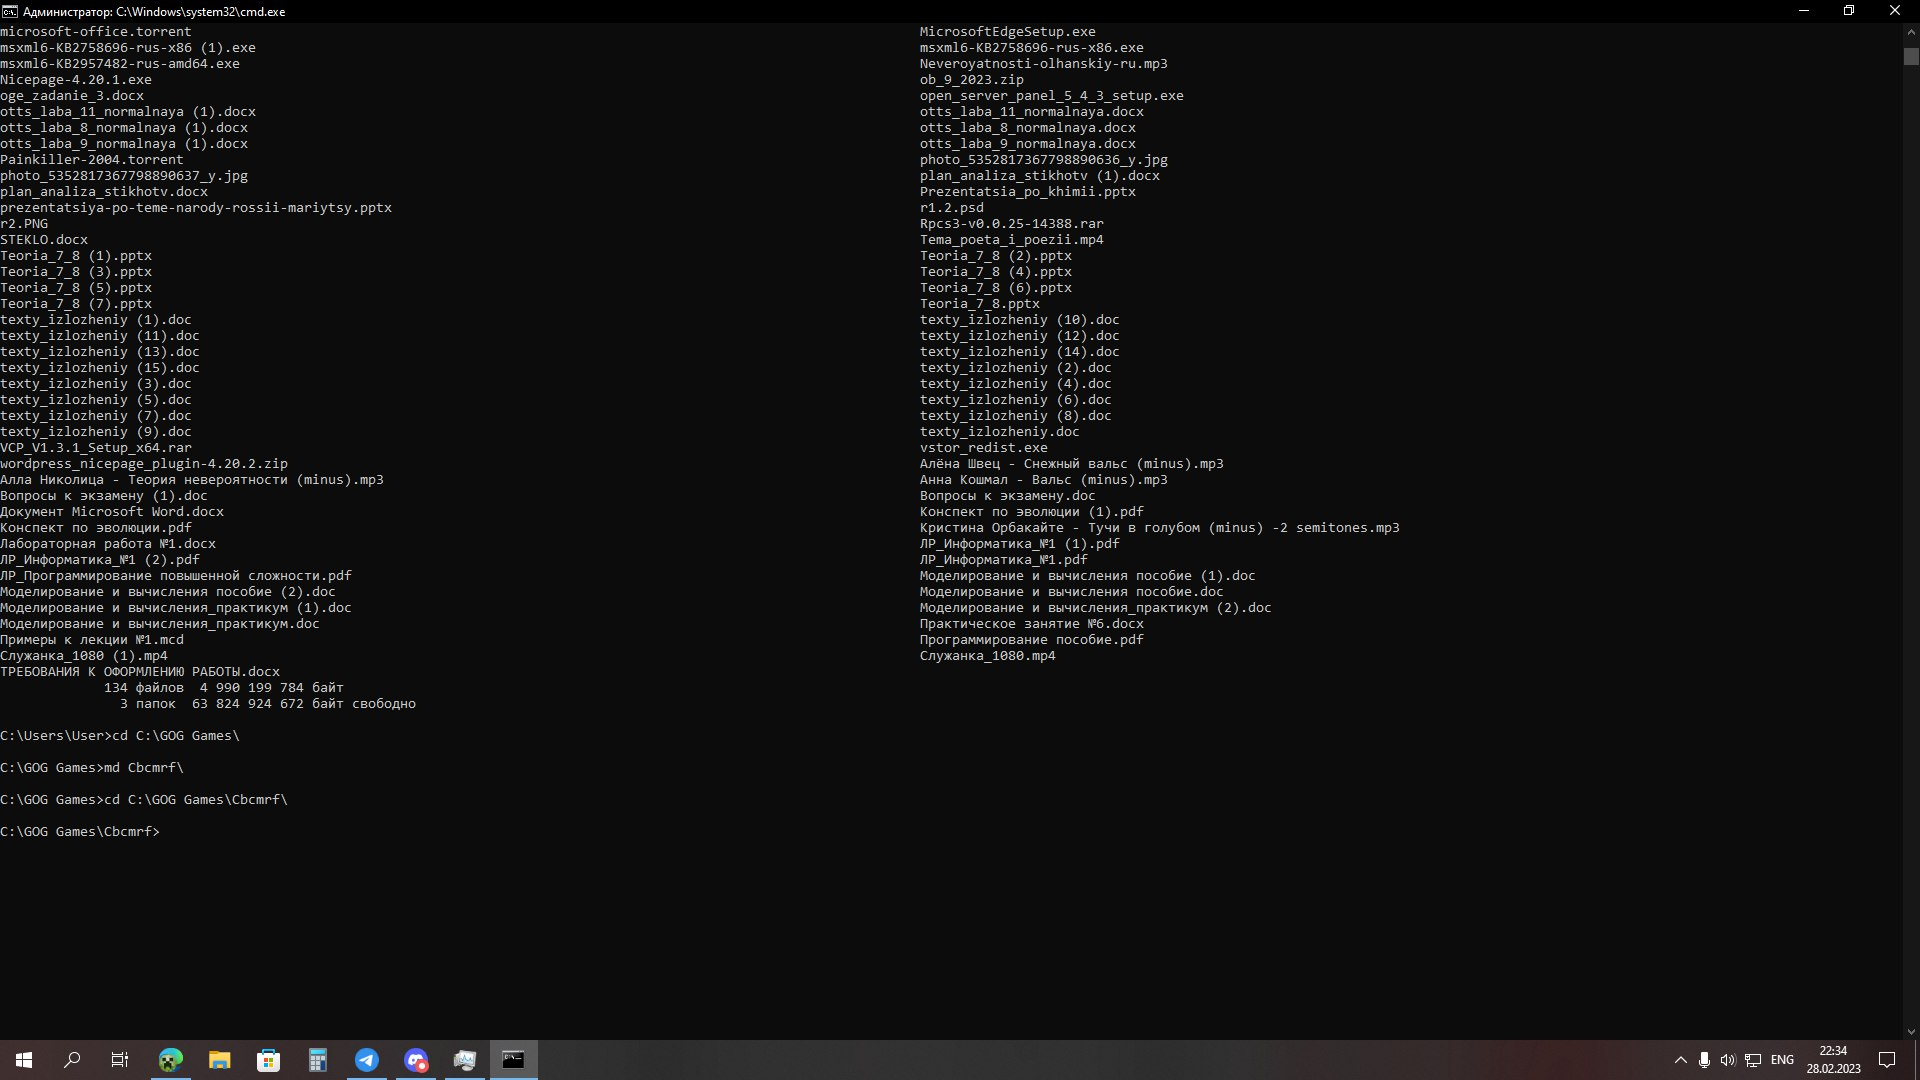 Администратор: C:\Windows\system32\cmd.exe
microsoft-office.torrent MicrosoftEdgeSetup.exe
msxml6-KB2758696-rus-x86 (1).exe msxml6-KB2758696-rus-x86.exe
msxml6-KB2957482-rus-amd64.exe Neveroyatnosti-olhanskiy-ru.mp3
Nicepage-4.20.1.exe ob_9_2023.zip
oge_zadanie_3.docx open_server_panel_5_4_3_setup.exe
otts_laba_11_normalnaya (1).docx otts_laba_11_normalnaya.docx
otts_laba_8_normalnaya (1).docx otts_laba_8_normalnaya.docx
otts_laba_9_normalnaya (1).docx otts_laba_9_normalnaya.docx
Painkiller-2004.torrent photo_5352817367798890636_y.jpg
photo_5352817367798890637_y.jpg plan_analiza_stikhotv (1).docx
plan_analiza_stikhotv.docx Prezentatsia_po_khimii.pptx
prezentatsiya-po-teme-narody-rossii-mariytsy.pptx r1.2.psd
r2.PNG Rpcs3-v0.0.25-14388.rar
STEKLO.docx Tema_poeta_i_poezii.mp4
Teoria_7_8 (1).pptx Teoria_7_8 (2).pptx
Teoria_7_8 (3).pptx Teoria_7_8 (4).pptx
Teoria_7_8 (5).pptx Teoria_7_8 (6).pptx
Teoria_7_8 (7).pptx Teoria_7_8.pptx
texty_izlozheniy (1).doc texty_izlozheniy (10).doc
texty_izlozheniy (11).doc texty_izlozheniy (12).doc
texty_izlozheniy (13).doc texty_izlozheniy (14).doc
texty_izlozheniy (15).doc texty_izlozheniy (2).doc
texty_izlozheniy (3).doc texty_izlozheniy (4).doc
texty_izlozheniy (5).doc texty_izlozheniy (6).doc
texty_izlozheniy (7).doc texty_izlozheniy (8).doc
texty_izlozheniy (9).doc texty_izlozheniy.doc
VCP_V1.3.1_Setup_x64.rar vstor_redist.exe
wordpress_nicepage_plugin-4.20.2.zip Алёна Швец - Снежный вальс (minus).mp3
Алла Николица - Теория невероятности (minus).mp3 Анна Кошмал - Вальс (minus).mp3
Вопросы к экзамену (1).doc Вопросы к экзамену.doc
Документ Microsoft Word.docx Конспект по эволюции (1).pdf
Конспект по эволюции.pdf Кристина Орбакайте - Тучи в голубом (minus) -2 semitones.mp3
Лабораторная работа №1.docx ЛР_Информатика_№1 (1).pdf
ЛР_Информатика_№1 (2).pdf ЛР_Информатика_№1.pdf
ЛР_Программирование повышенной сложности.pdf Моделирование и вычисления пособие (1).doc
Моделирование и вычисления пособие (2).doc Моделирование и вычисления пособие.doc
Моделирование и вычисления_практикум (1).doc Моделирование и вычисления_практикум (2).doc
Моделирование и вычисления_практикум.doc Практическое занятие №6.docx
Примеры к лекции №1.mcd Программирование пособие.pdf
Служанка_1080 (1).mp4 Служанка_1080.mp4
ТРЕБОВАНИЯ К ОФОРМЛЕНИЮ РАБОТЫ.docx
134 файлов 4 990 199 784 байт
3 папок 63 824 924 672 байт свободно
C:\Users\User>cd C:\GOG Games\
C:\GOG Games>md Cbcmrf\
C:\GOG Games>cd C:\GOG Games\Cbcmrf\
C:\GOG Games\Cbcmrf>
ENG
22:34
28.02.2023